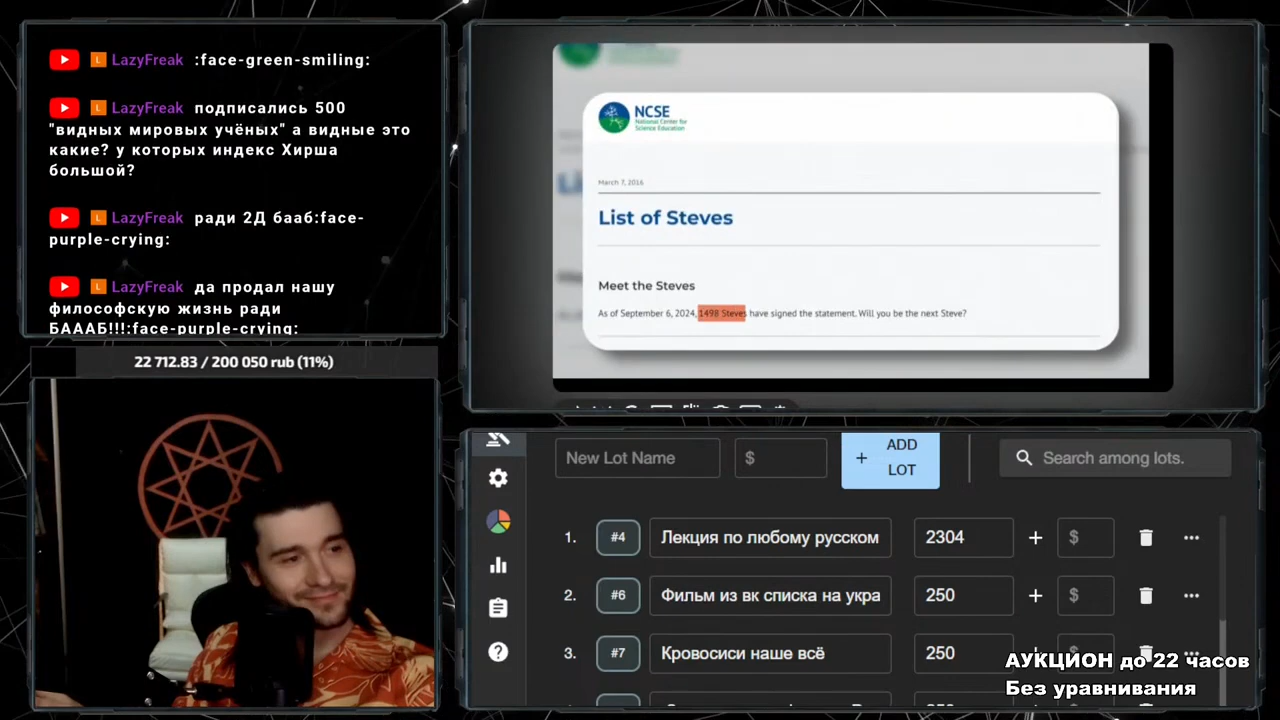 LazyFreak :face-green-smiling:
LazyFreak подписались 500
"видных мировых учёных" а видные это
какие? у которых индекс Хирша
большой?
LazyFreak ради 2Д бааб:face-
purple-crying:
LazyFreak да продал нашу
философскую жизнь ради
БАААБ!!!:face-purple-crying:
22 712.83 / 200 050 rub (11%)
NCSE
National Center for
Science Education
March 7, 2016
List of Steves
Meet the Steves
As of September 6, 2024, 1498 Steves have signed the statement. Will you be the next Steve?
New Lot Name
$
+ ADD
LOT
Search among lots.
1. #4 Лекция по любому русском 2304 + $
2. #6 Фильм из вк списка на укра 250 + $
3. #7 Кровосиси наше всё 250 + $
АУКЦИОН до 22 часов
Без уравнивания